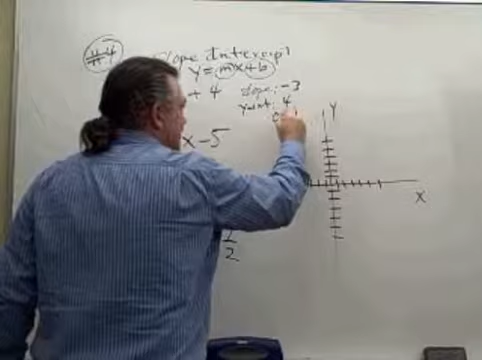 #4 Slope Intercept
y = mx + b
+ 4 slope: -3
y-int: 4
x - 5
Y
X
2